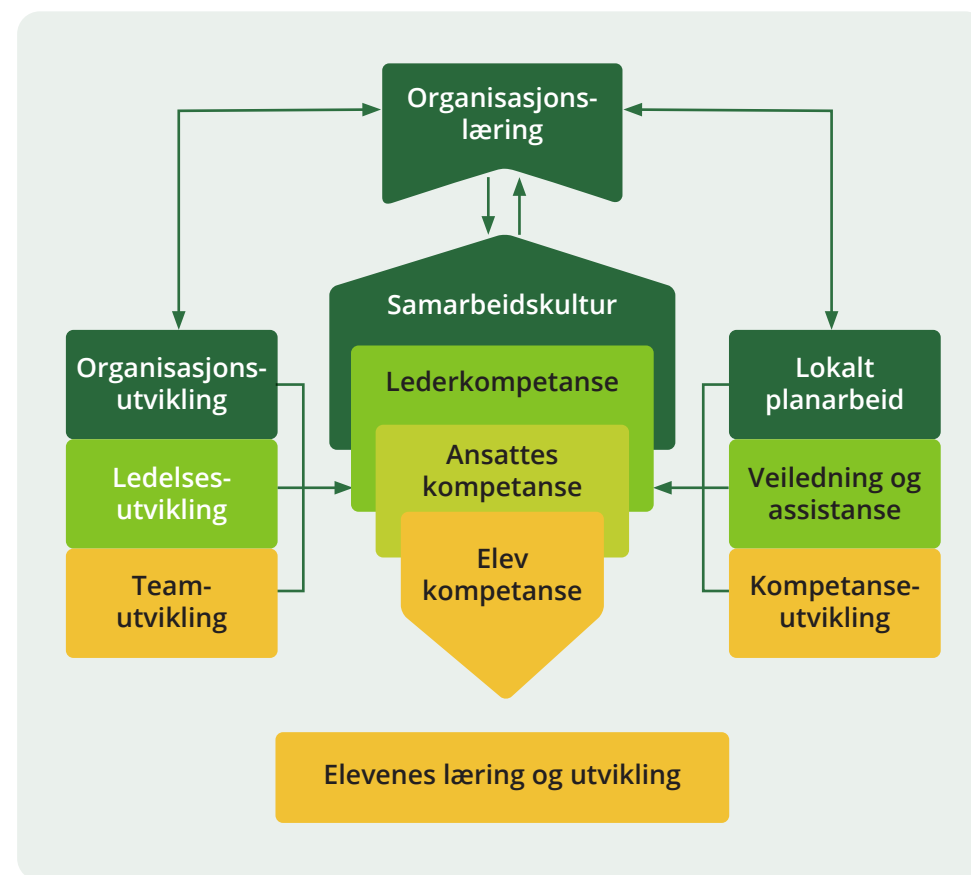 Organisasjons-
læring
Samarbeidskultur
Lederkompetanse
Ansattes
kompetanse
Elev
kompetanse
Organisasjons-
utvikling
Ledelses-
utvikling
Team-
utvikling
Lokalt
planarbeid
Veiledning og
assistanse
Kompetanse-
utvikling
Elevenes læring og utvikling